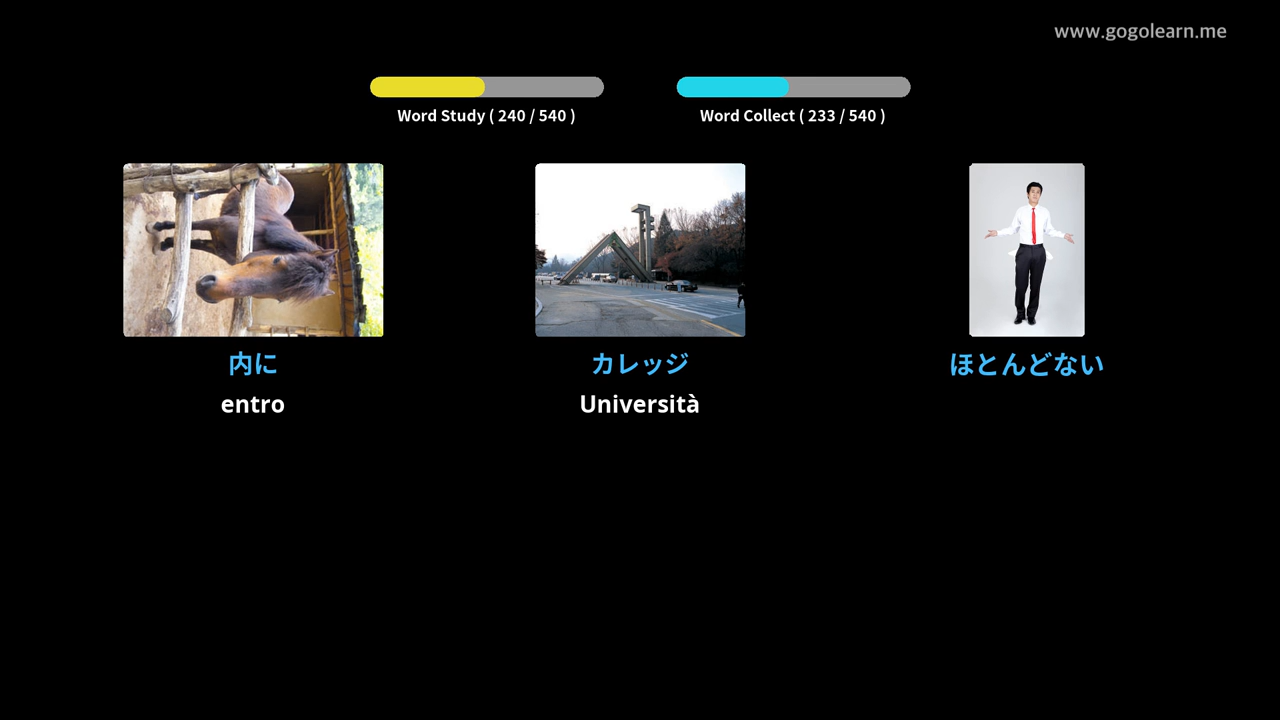 www.gogolearn.me
Word Study ( 240 / 540 )
Word Collect ( 233 / 540 )
内に
カレッジ
ほとんどない
entro
Università